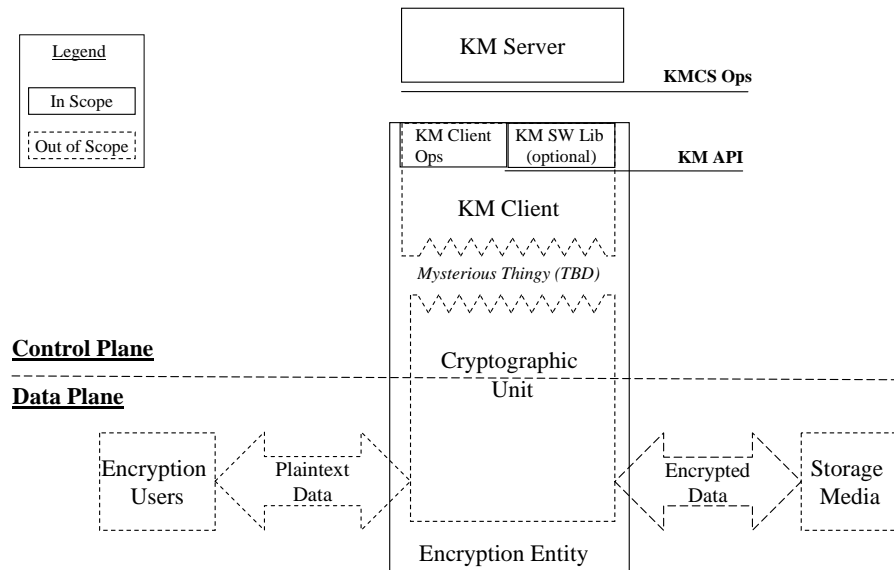 Legend
In Scope
Out of Scope
KM Server
KMCS Ops
KM Client
Ops
KM SW Lib
(optional)
KM API
KM Client
Mysterious Thingy (TBD)
Control Plane
Cryptographic
Unit
Data Plane
Encryption
Users
Plaintext
Data
Encrypted
Data
Storage
Media
Encryption Entity